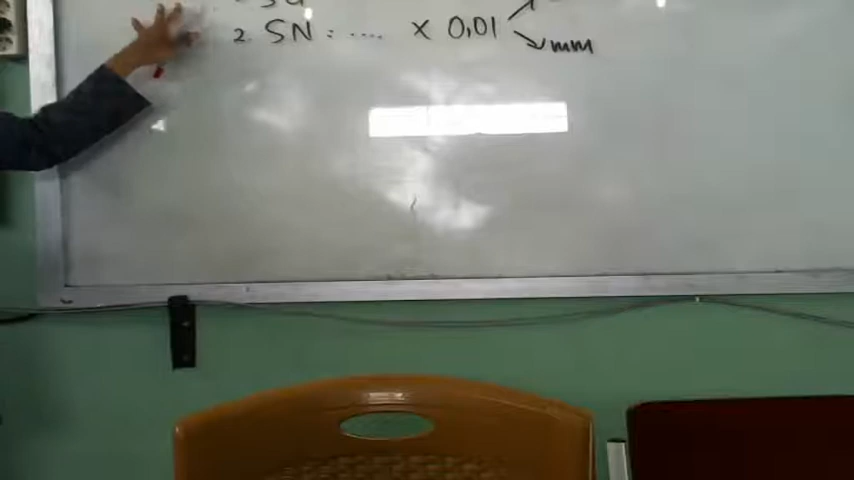 2. SN : .... × 0,01 mm